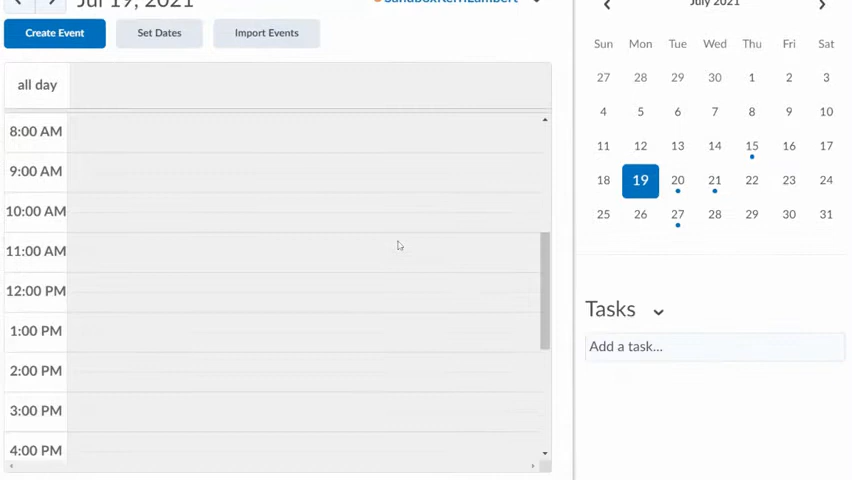 Jul 19, 2021
SandboxKerriLambert
Create Event
Set Dates
Import Events
all day
8:00 AM
9:00 AM
10:00 AM
11:00 AM
12:00 PM
1:00 PM
2:00 PM
3:00 PM
4:00 PM
July 2021
Sun Mon Tue Wed Thu Fri Sat
27 28 29 30 1 2 3
4 5 6 7 8 9 10
11 12 13 14 15 16 17
18 19 20 21 22 23 24
25 26 27 28 29 30 31
Tasks
Add a task...